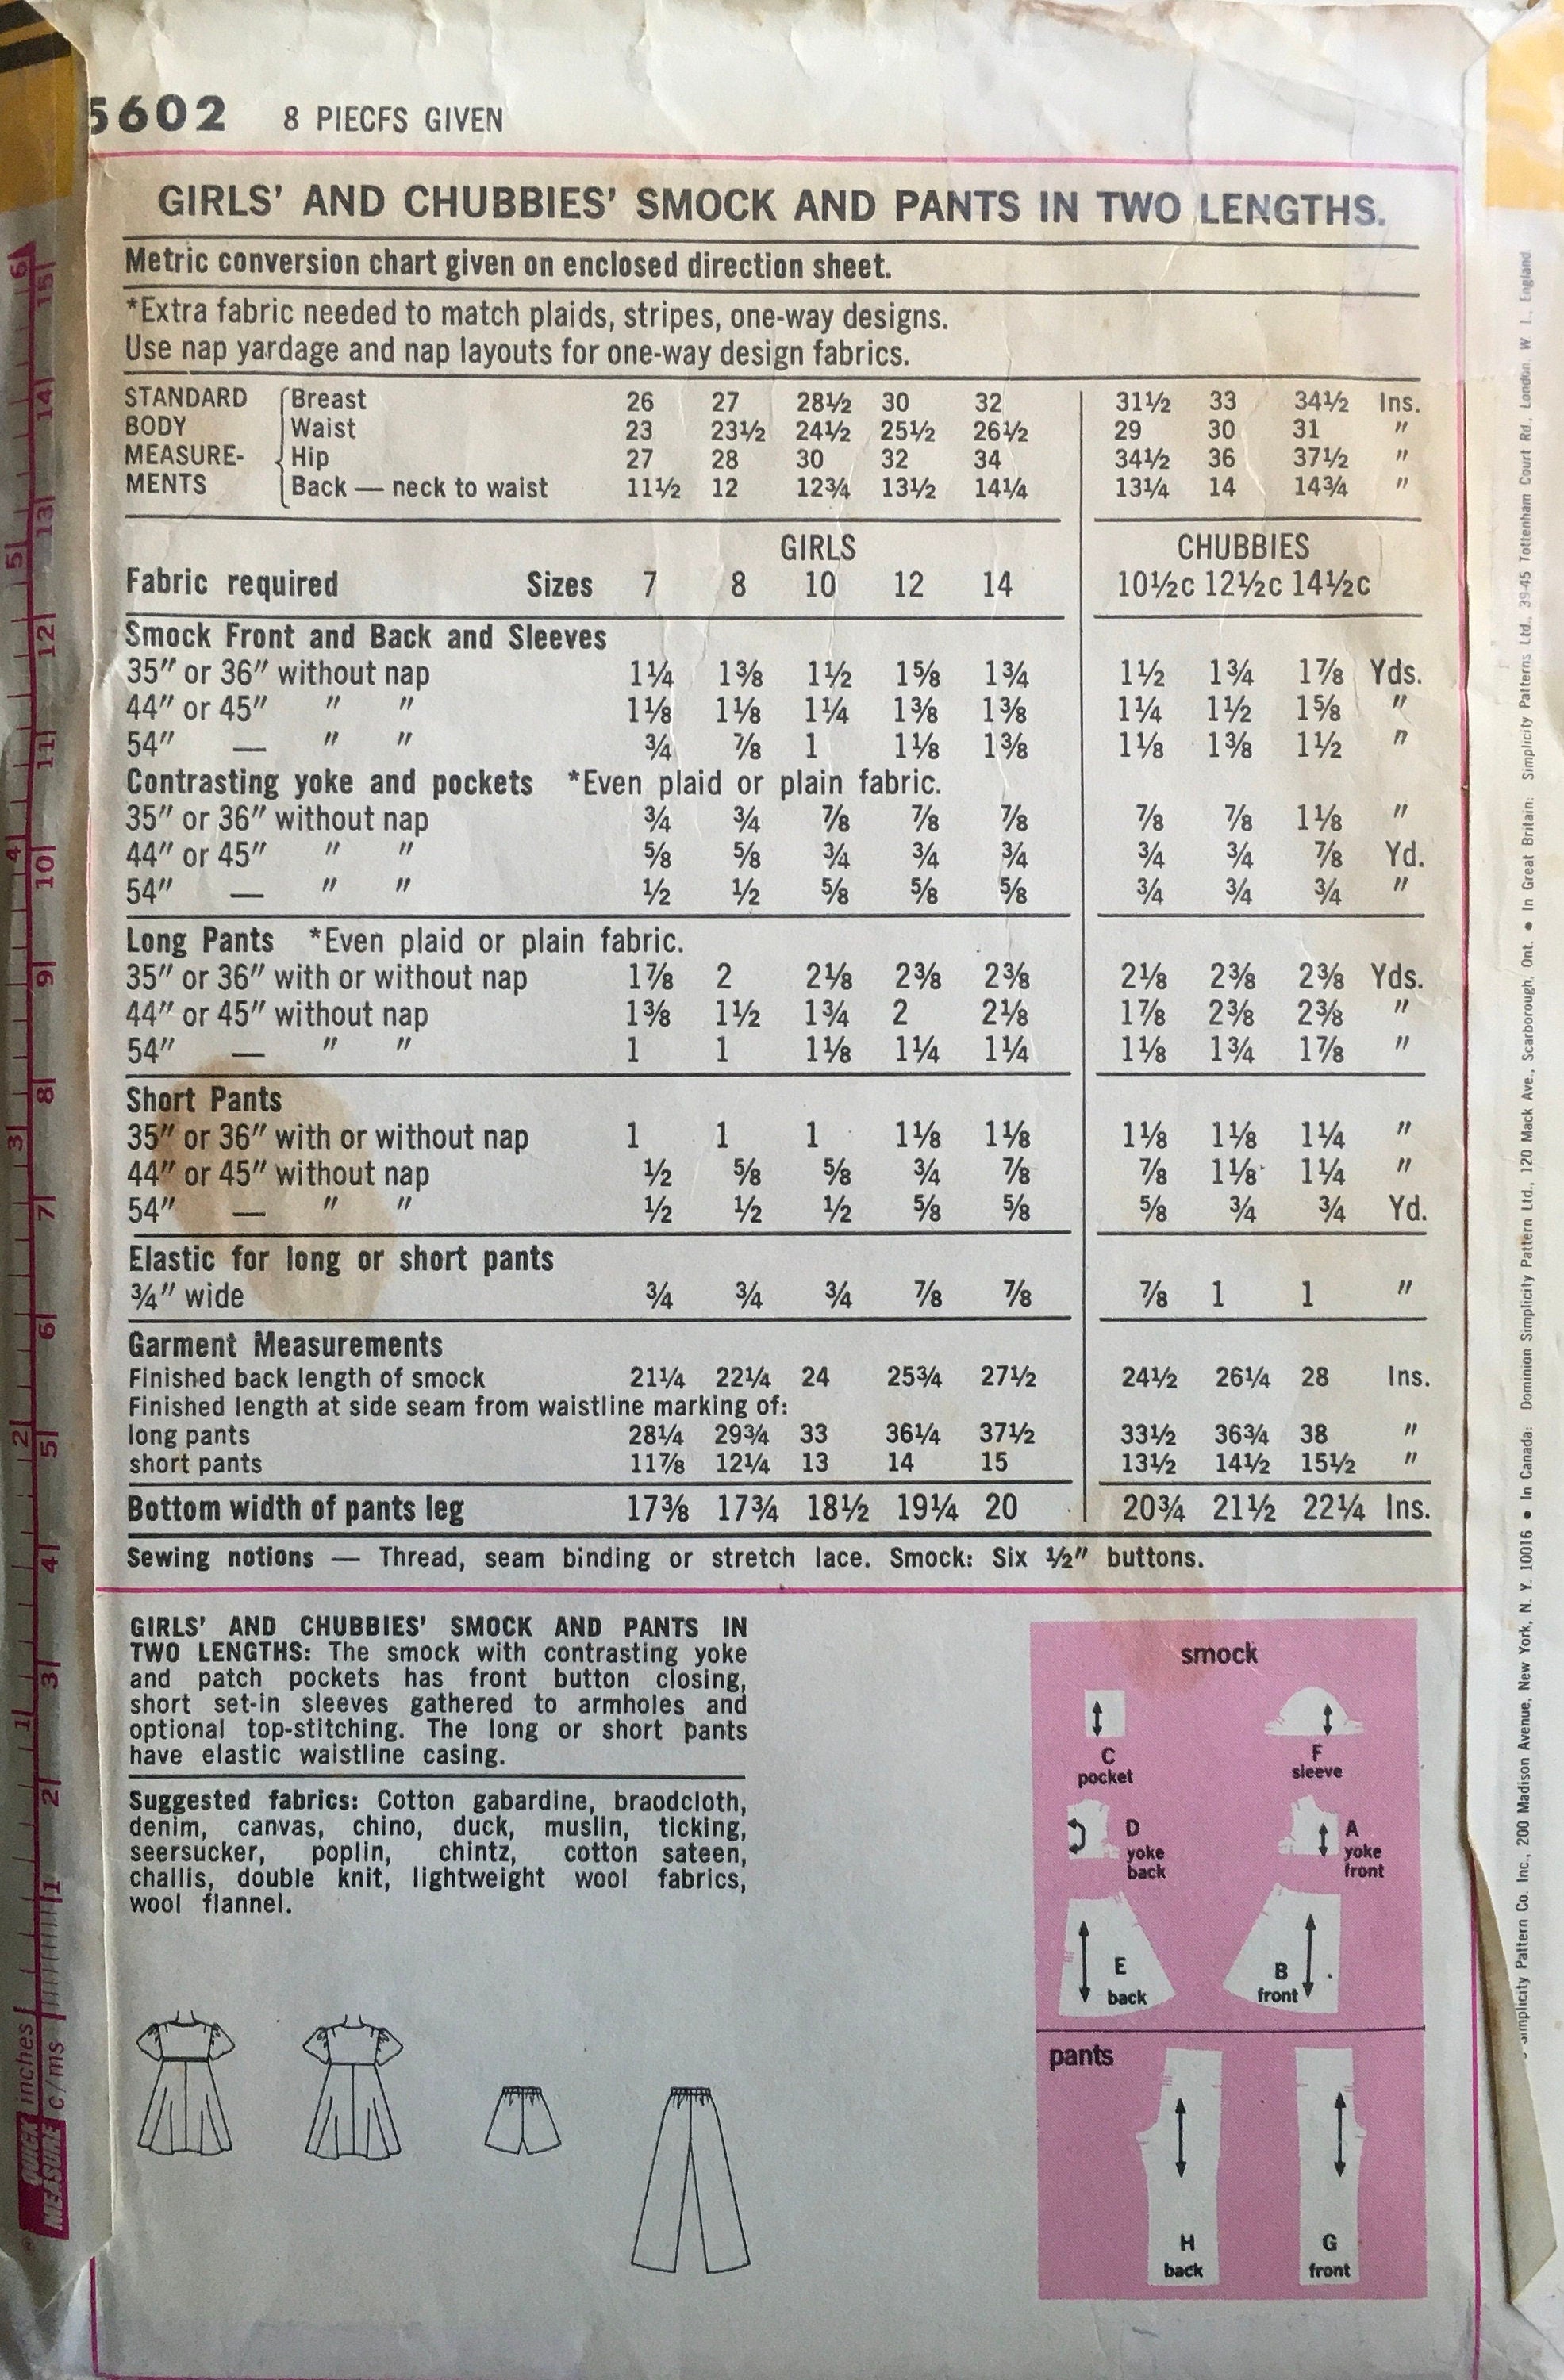 5602 8 PIECFS GIVEN
GIRLS' AND CHUBBIES' SMOCK AND PANTS IN TWO LENGTHS.
Metric conversion chart given on enclosed direction sheet.
*Extra fabric needed to match plaids, stripes, one-way designs.
Use nap yardage and nap layouts for one-way design fabrics.
STANDARD Breast 26 27 28½ 30 32 31½ 33 34½ Ins.
BODY Waist 23 23½ 24½ 25½ 26½ 29 30 31 "
MEASURE- Hip 27 28 30 32 34 34½ 36 37½ "
MENTS Back — neck to waist 11½ 12 12¾ 13½ 14¼ 13¼ 14 14¾ "
GIRLS CHUBBIES
Fabric required Sizes 7 8 10 12 14 10½c 12½c 14½c
Smock Front and Back and Sleeves
35" or 36" without nap 1¼ 1⅜ 1½ 1⅝ 1¾ 1½ 1¾ 1⅞ Yds.
44" or 45" " " 1⅛ 1⅛ 1¼ 1⅜ 1⅜ 1¼ 1½ 1⅝ "
54" — " " ¾ ⅞ 1 1⅛ 1⅜ 1⅛ 1⅜ 1½ "
Contrasting yoke and pockets *Even plaid or plain fabric.
35" or 36" without nap ¾ ¾ ⅞ ⅞ ⅞ ⅞ ⅞ 1⅛ "
44" or 45" " " ⅝ ⅝ ¾ ¾ ¾ ¾ ¾ ⅞ Yd.
54" — " " ½ ½ ⅝ ⅝ ⅝ ¾ ¾ ¾ "
Long Pants *Even plaid or plain fabric.
35" or 36" with or without nap 1⅞ 2 2⅛ 2⅜ 2⅜ 2⅛ 2⅜ 2⅜ Yds.
44" or 45" without nap 1⅜ 1½ 1¾ 2 2⅛ 1⅞ 2⅜ 2⅜ "
54" — " " 1 1 1⅛ 1¼ 1¼ 1⅛ 1¾ 1⅞ "
Short Pants
35" or 36" with or without nap 1 1 1 1⅛ 1⅛ 1⅛ 1⅛ 1¼ "
44" or 45" without nap ½ ⅝ ⅝ ¾ ⅞ ⅞ 1⅛ 1¼ "
54" — " " ½ ½ ½ ⅝ ⅝ ⅝ ¾ ¾ Yd.
Elastic for long or short pants
¾" wide ¾ ¾ ¾ ⅞ ⅞ ⅞ 1 1 "
Garment Measurements
Finished back length of smock 21¼ 22¼ 24 25¾ 27½ 24½ 26¼ 28 Ins.
Finished length at side seam from waistline marking of:
long pants 28¼ 29¾ 33 36¼ 37½ 33½ 36¾ 38 "
short pants 11⅞ 12¼ 13 14 15 13½ 14½ 15½ "
Bottom width of pants leg 17⅜ 17¾ 18½ 19¼ 20 20¾ 21½ 22¼ Ins.
Sewing notions — Thread, seam binding or stretch lace. Smock: Six ½" buttons.
GIRLS' AND CHUBBIES' SMOCK AND PANTS IN
TWO LENGTHS: The smock with contrasting yoke
and patch pockets has front button closing,
short set-in sleeves gathered to armholes and
optional top-stitching. The long or short pants
have elastic waistline casing.
Suggested fabrics: Cotton gabardine, braodcloth,
denim, canvas, chino, duck, muslin, ticking,
seersucker, poplin, chintz, cotton sateen,
challis, double knit, lightweight wool fabrics,
wool flannel.
smock
C
pocket
F
sleeve
D
yoke
back
A
yoke
front
E
back
B
front
pants
H
back
G
front
Simplicity Pattern Co. Inc., 200 Madison Avenue, New York, N. Y. 10016 • In Canada: Dominion Simplicity Pattern Ltd., 120 Mack Ave., Scarborough, Ont. • In Great Britain: Simplicity Patterns Ltd., 39-45 Tottenham Court Rd., London, W. 1., England
QUICK inches
MEASURE c/ms
1 2 3 4 5 6
1 2 3 4 5 6 7 8 9 10 11 12 13 14 15